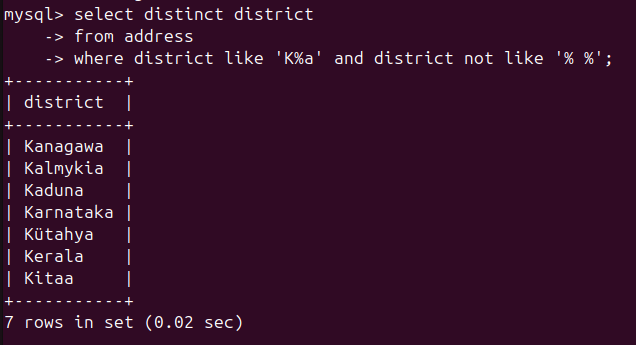 mysql> select distinct district
    -> from address
    -> where district like 'K%a' and district not like '% %';
+-----------+
| district  |
+-----------+
| Kanagawa  |
| Kalmykia  |
| Kaduna    |
| Karnataka |
| Kütahya   |
| Kerala    |
| Kitaa     |
+-----------+
7 rows in set (0.02 sec)